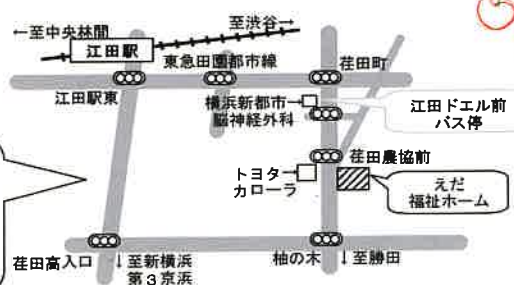 ←至中央林間
至渋谷→
江田駅
東急田園都市線
荏田町
江田駅東
横浜新都市→
脳神経外科
江田ドエル前
バス停
荏田農協前
トヨタ→
カローラ
えだ
福祉ホーム
荏田高入口
↓至新横浜
第3京浜
柚の木
↓至勝田